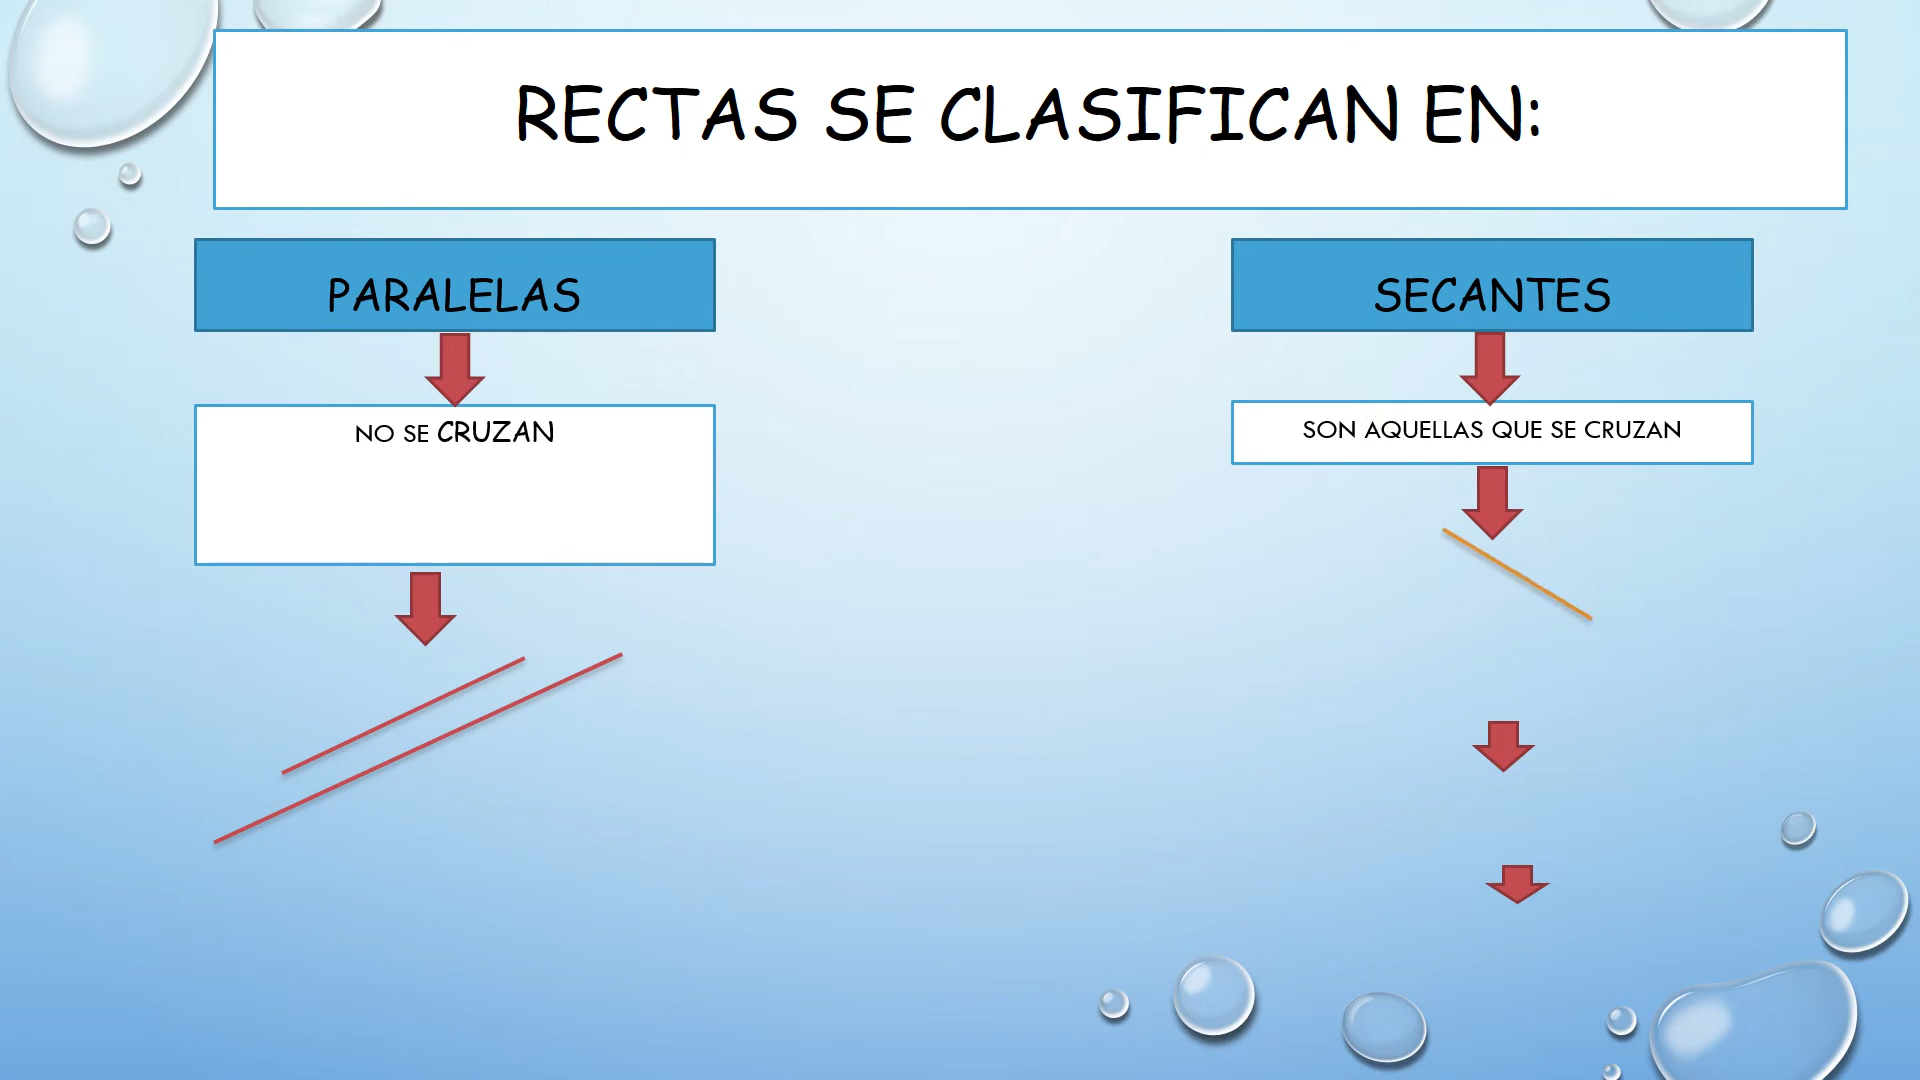 RECTAS SE CLASIFICAN EN:
PARALELAS
NO SE CRUZAN
SECANTES
SON AQUELLAS QUE SE CRUZAN